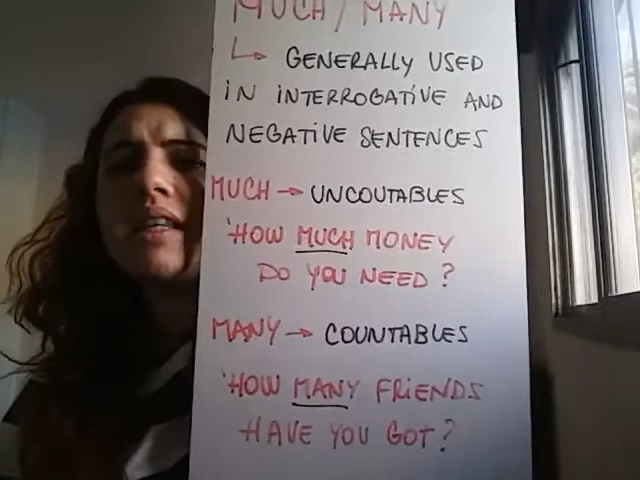 MUCH / MANY
↳ GENERALLY USED
IN INTERROGATIVE AND
NEGATIVE SENTENCES
MUCH → UNCOUTABLES
'HOW MUCH MONEY
DO YOU NEED?
MANY → COUNTABLES
'HOW MANY FRIENDS
HAVE YOU GOT?